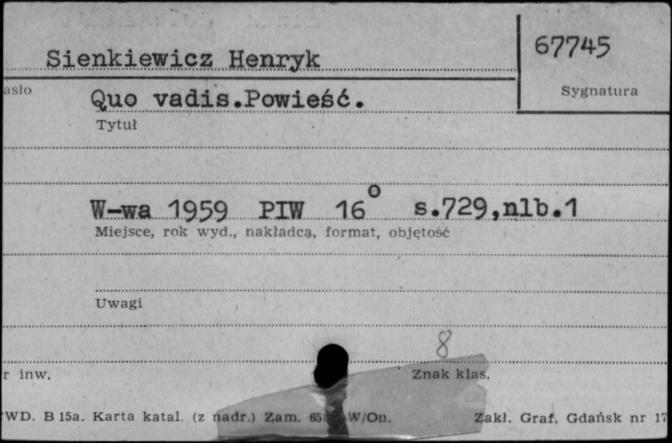 Sienkiewicz Henryk
67745
asło
Sygnatura
Quo vadis.Powieść.
Tytuł
W-wa 1959 PIW 16° s.729,nlb.1
Miejsce, rok wyd., nakładca, format, objętość
Uwagi
8
r inw.
Znak klas.
WD. B 15a. Karta katal. (z nadr.) Zam. W/On.
Zakł. Graf. Gdańsk nr 17